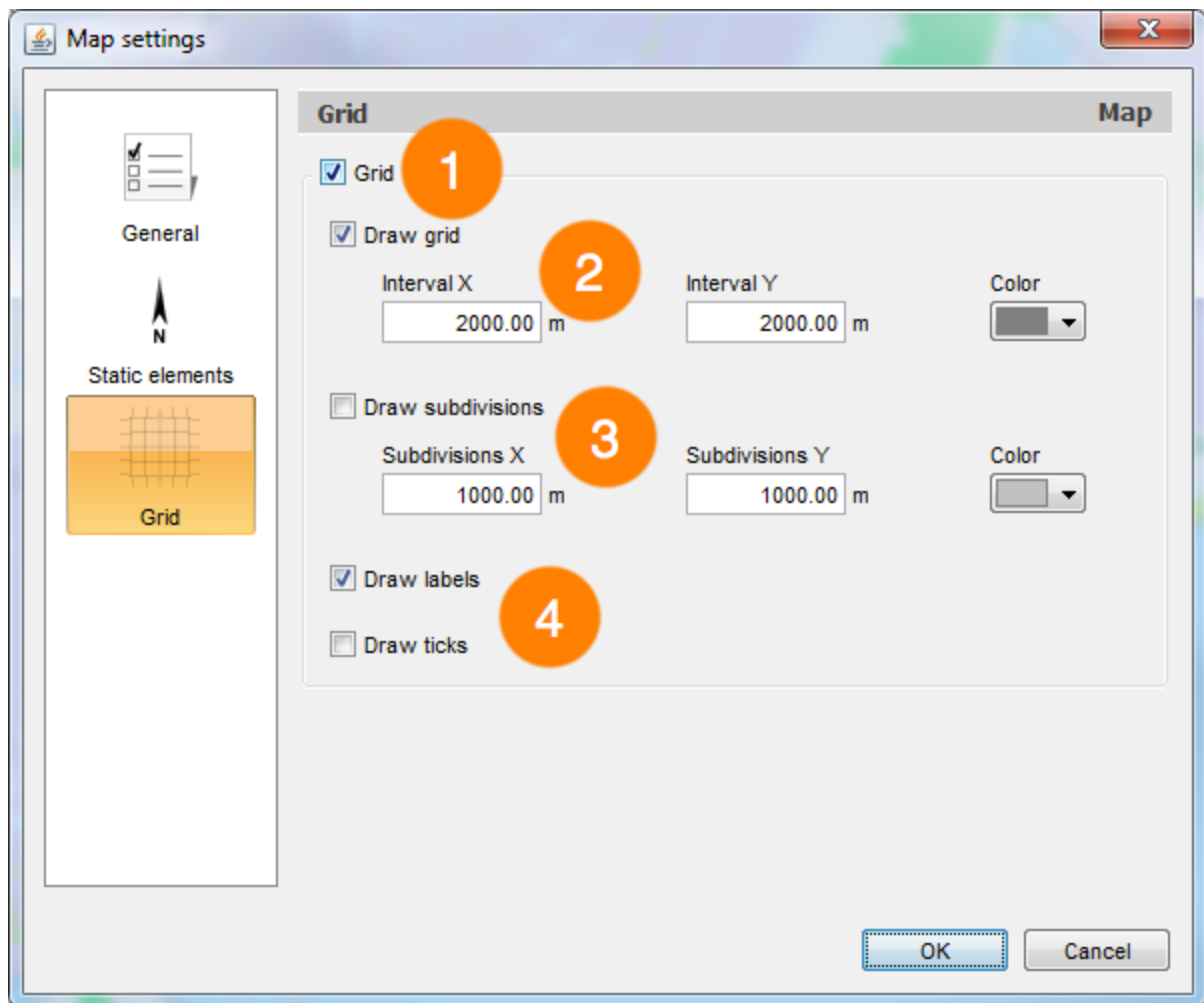 Map settings
Grid Map
General
N
Static elements
Grid
Grid 1
Draw grid
2
Interval X Interval Y Color
2000.00 m 2000.00 m
Draw subdivisions
3
Subdivisions X Subdivisions Y Color
1000.00 m 1000.00 m
Draw labels
4
Draw ticks
OK Cancel